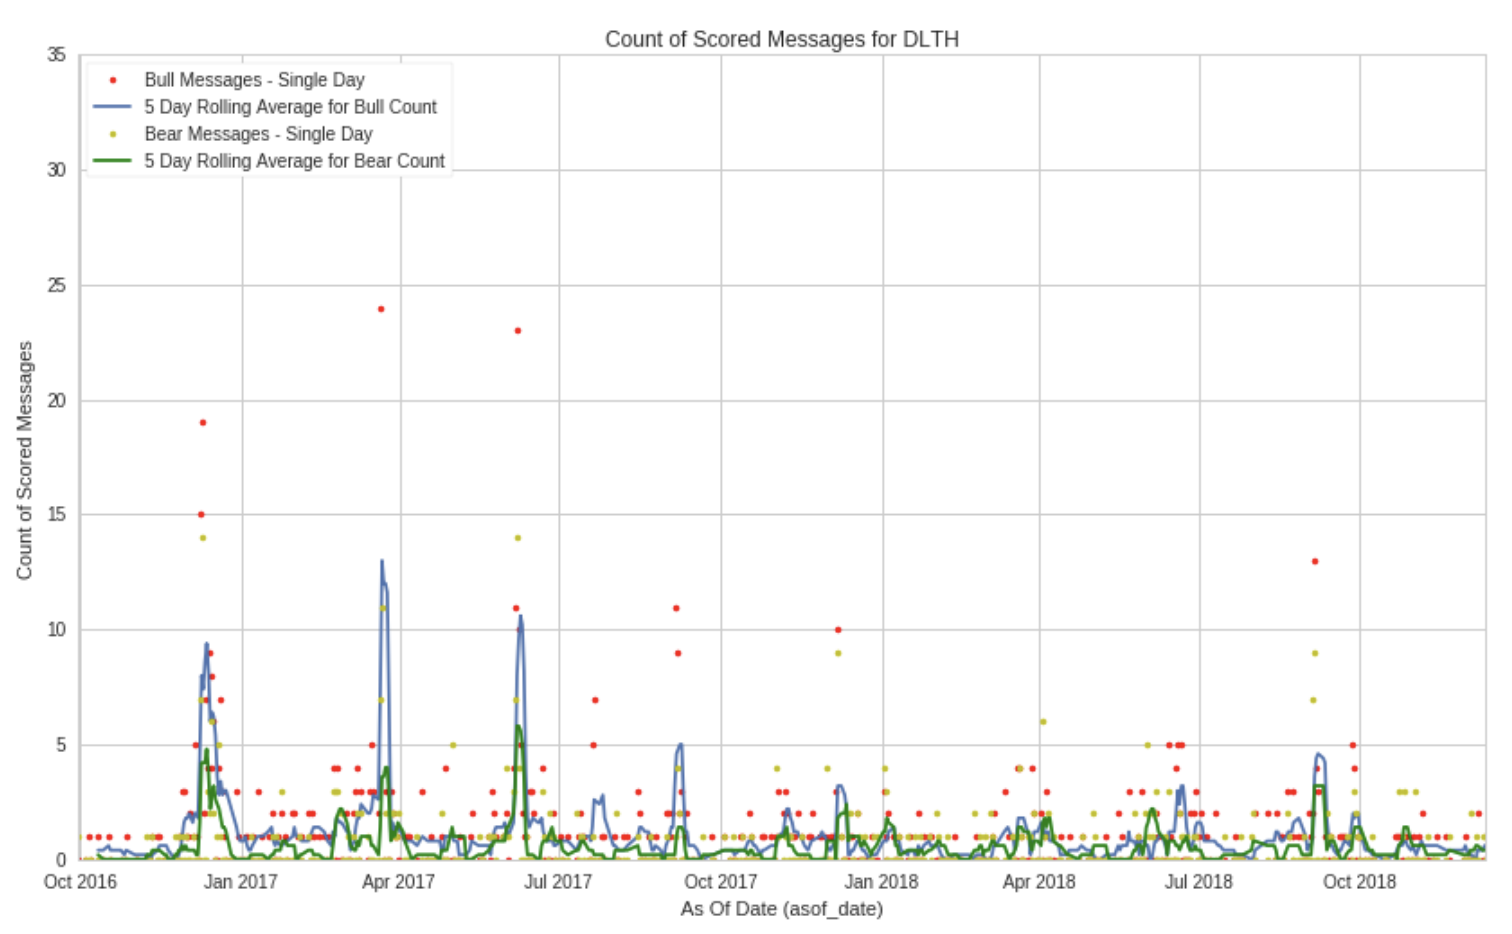 Count of Scored Messages for DLTH
Bull Messages - Single Day
5 Day Rolling Average for Bull Count
Bear Messages - Single Day
5 Day Rolling Average for Bear Count
35
30
25
20
15
10
5
0
Count of Scored Messages
Oct 2016
Jan 2017
Apr 2017
Jul 2017
Oct 2017
Jan 2018
Apr 2018
Jul 2018
Oct 2018
As Of Date (asof_date)